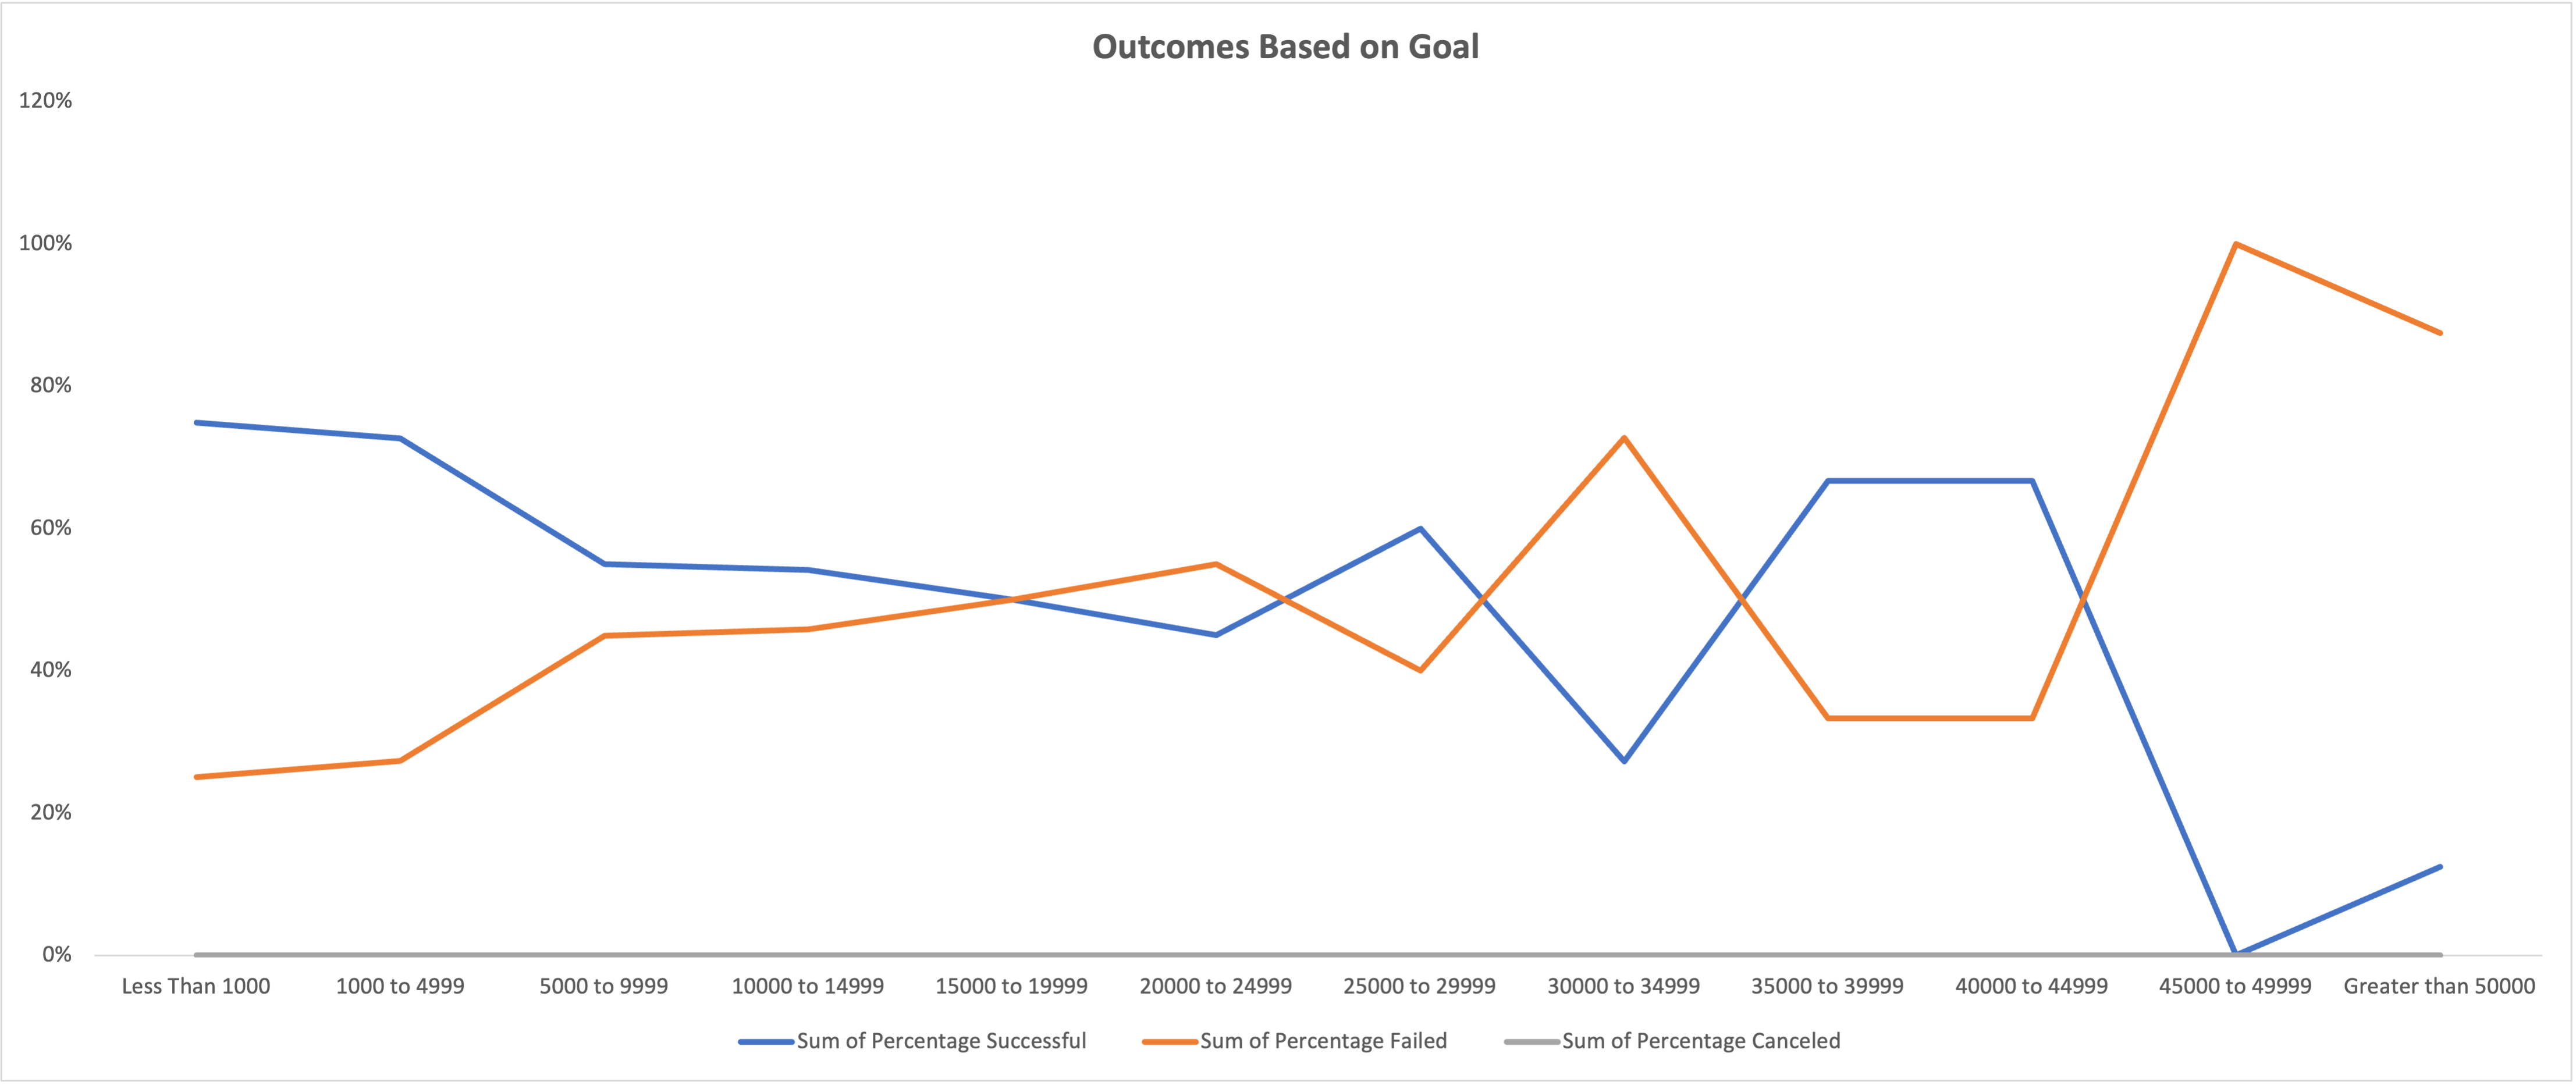 Outcomes Based on Goal
120%
100%
80%
60%
40%
20%
0%
Less Than 1000 1000 to 4999 5000 to 9999 10000 to 14999 15000 to 19999 20000 to 24999 25000 to 29999 30000 to 34999 35000 to 39999 40000 to 44999 45000 to 49999 Greater than 50000
Sum of Percentage Successful Sum of Percentage Failed Sum of Percentage Canceled